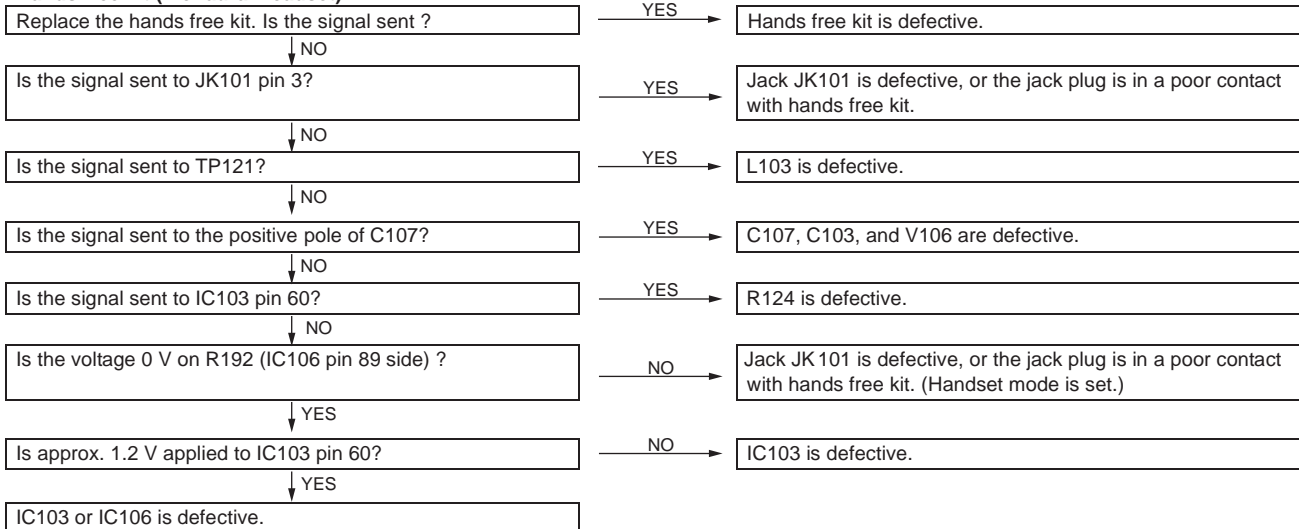 Replace the hands free kit. Is the signal sent ?
YES
Hands free kit is defective.
NO
Is the signal sent to JK101 pin 3?
YES
Jack JK101 is defective, or the jack plug is in a poor contact
with hands free kit.
NO
Is the signal sent to TP121?
YES
L103 is defective.
NO
Is the signal sent to the positive pole of C107?
YES
C107, C103, and V106 are defective.
NO
Is the signal sent to IC103 pin 60?
YES
R124 is defective.
NO
Is the voltage 0 V on R192 (IC106 pin 89 side) ?
NO
Jack JK101 is defective, or the jack plug is in a poor contact
with hands free kit. (Handset mode is set.)
YES
Is approx. 1.2 V applied to IC103 pin 60?
NO
IC103 is defective.
YES
IC103 or IC106 is defective.